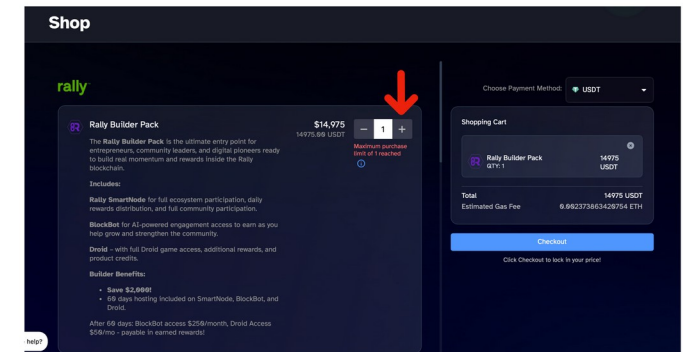 Shop
rally
Rally Builder Pack
The Rally Builder Pack is the ultimate entry point for
entrepreneurs, community leaders, and digital pioneers ready
to build real momentum and rewards inside the Rally
blockchain.
Includes:
Rally SmartNode for full ecosystem participation, daily
rewards distribution, and full community participation.
BlockBot for AI-powered engagement access to earn as you
help grow and strengthen the community.
Droid – with full Droid game access, additional rewards, and
product credits.
Builder Benefits:
• Save $2,000!
• 60 days hosting included on SmartNode, BlockBot, and
Droid.
After 60 days: BlockBot access $250/month, Droid Access
$50/mo - payable in earned rewards!
$14,975
14975.00 USDT
− 1 +
Maximum purchase
limit of 1 reached
Choose Payment Method: USDT
Shopping Cart
Rally Builder Pack 14975
QTY: 1 USDT
Total 14975 USDT
Estimated Gas Fee 0.002373863420754 ETH
Checkout
Click Checkout to lock in your price!
help?